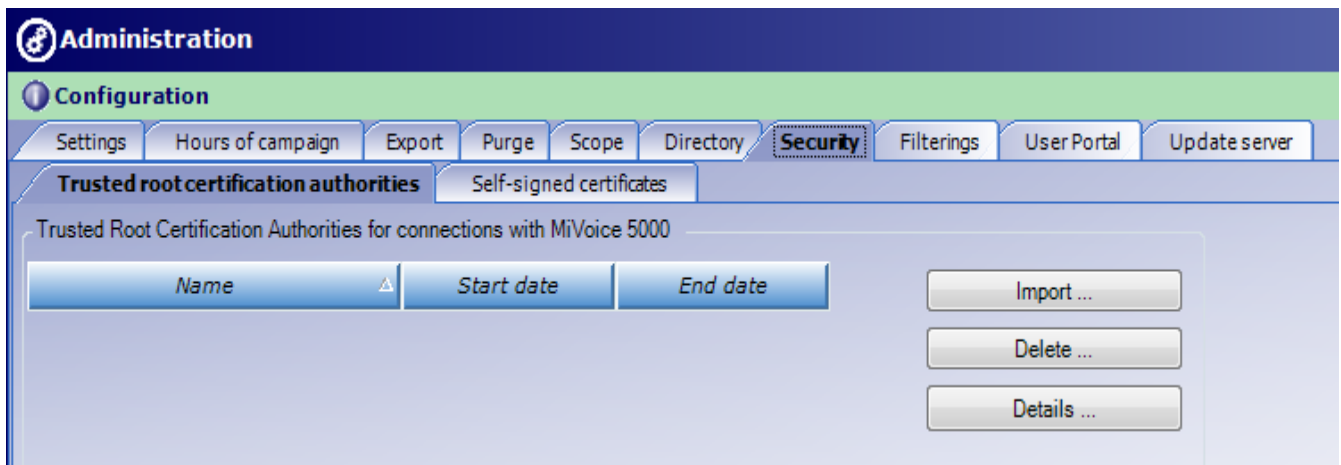 Administration
Configuration
Settings Hours of campaign Export Purge Scope Directory Security Filterings User Portal Update server
Trusted root certification authorities Self-signed certificates
Trusted Root Certification Authorities for connections with MiVoice 5000
Name Start date End date
Import ...
Delete ...
Details ...